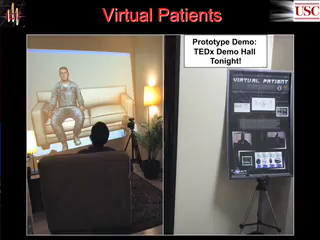 Virtual Patients
USC
Prototype Demo:
TEDx Demo Hall
Tonight!
VIRTUAL PATIENT